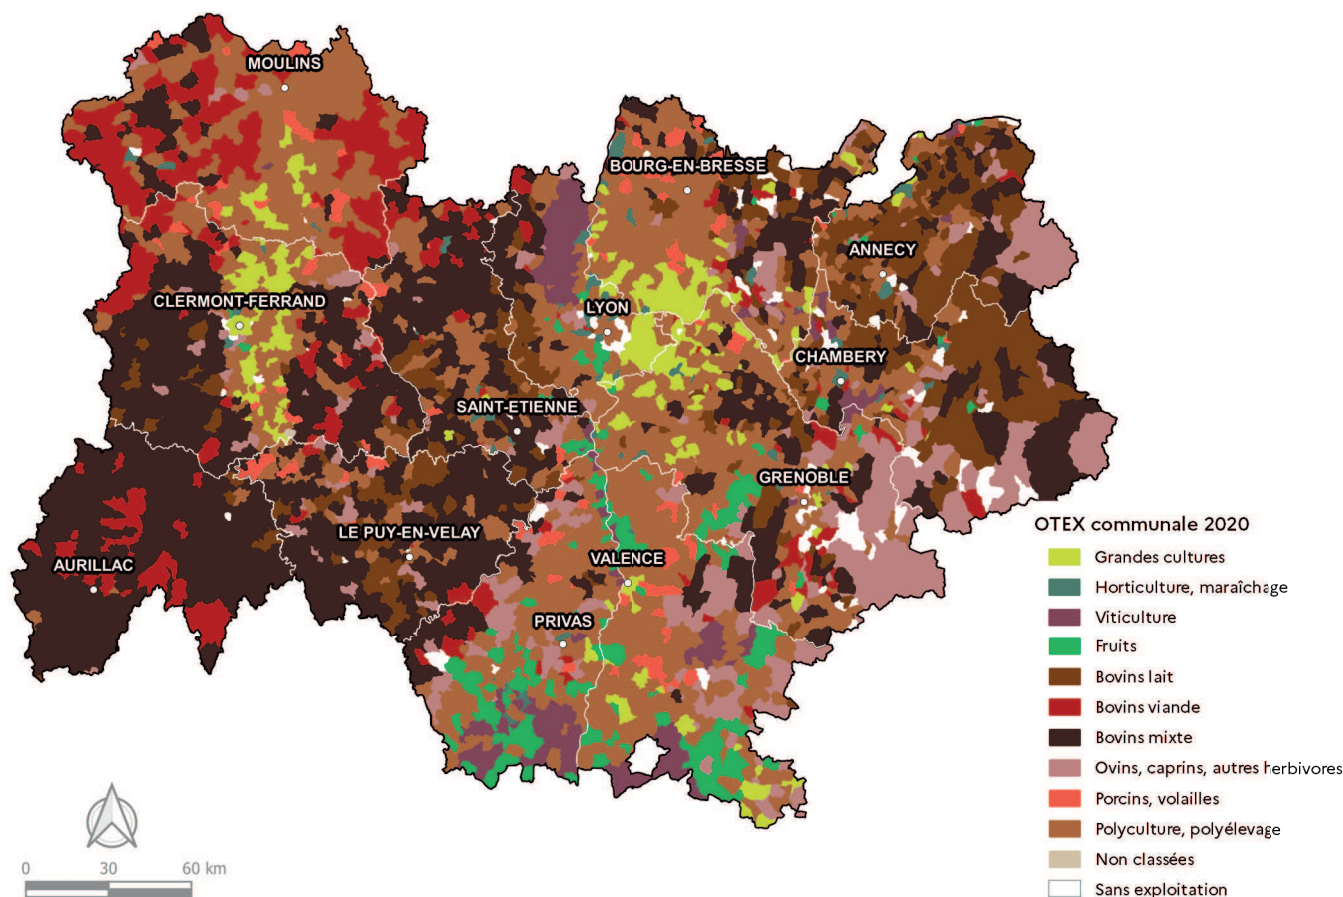 MOULINS
BOURG-EN-BRESSE
ANNECY
CLERMONT-FERRAND
LYON
CHAMBERY
SAINT-ETIENNE
GRENOBLE
LE PUY-EN-VELAY
VALENCE
AURILLAC
PRIVAS
OTEX communale 2020
Grandes cultures
Horticulture, maraîchage
Viticulture
Fruits
Bovins lait
Bovins viande
Bovins mixte
Ovins, caprins, autres herbivores
Porcins, volailles
Polyculture, polyélevage
Non classées
Sans exploitation
0 30 60 km